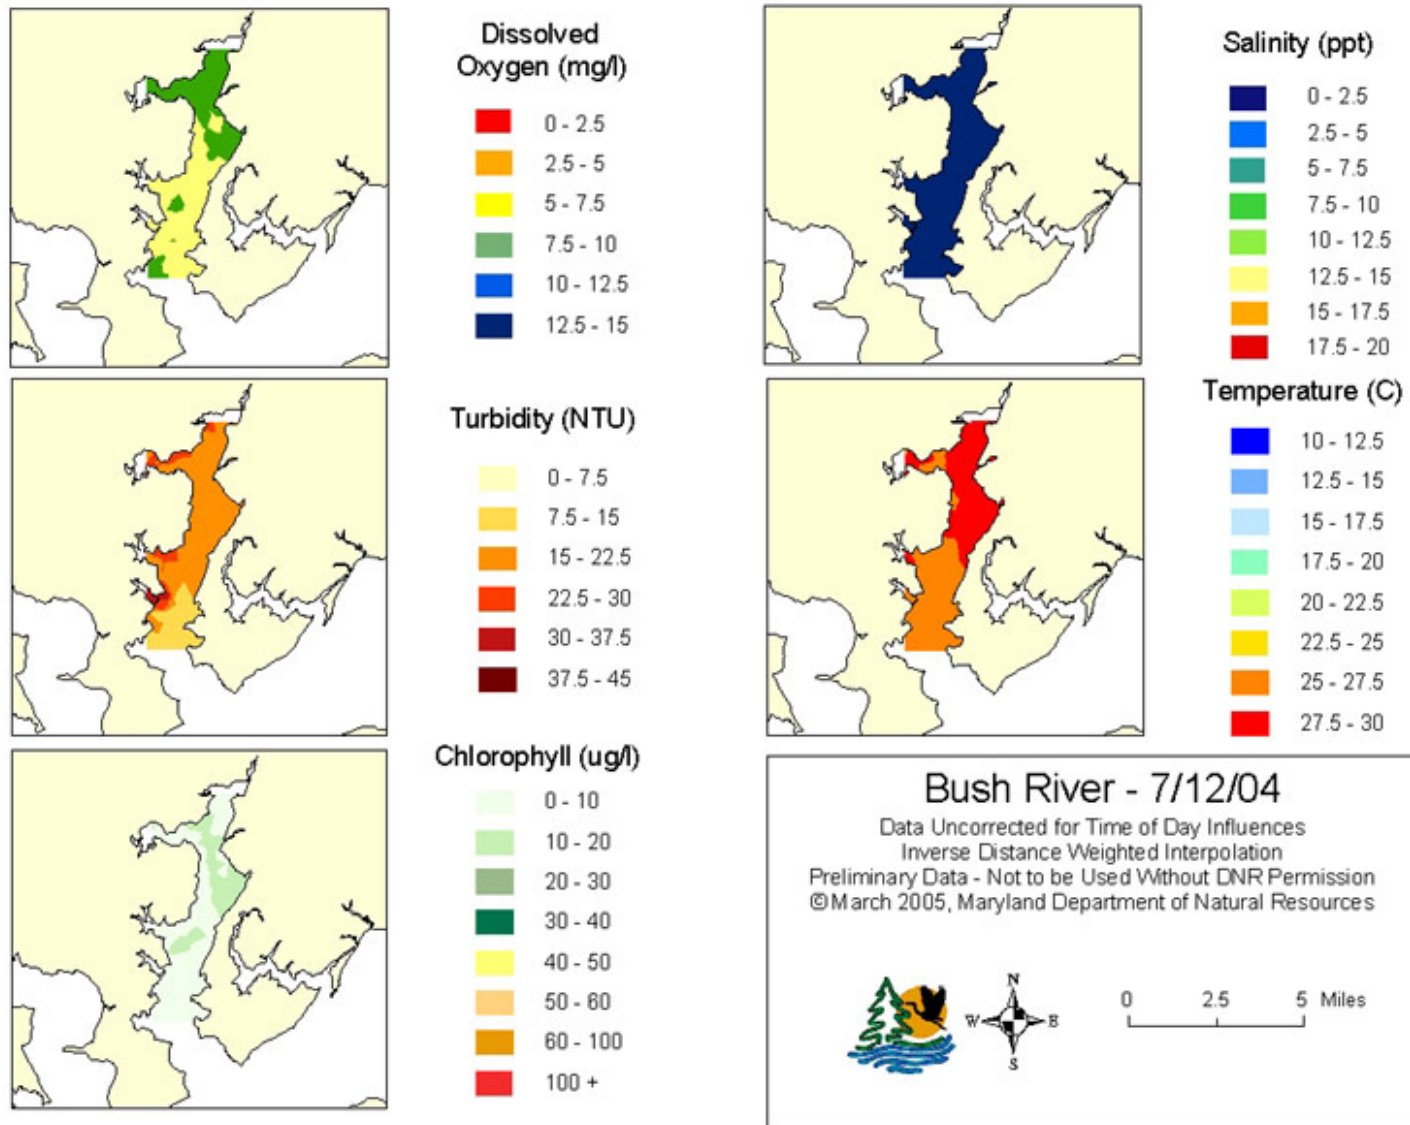 Dissolved
Oxygen (mg/l)
0 - 2.5
2.5 - 5
5 - 7.5
7.5 - 10
10 - 12.5
12.5 - 15
Salinity (ppt)
0 - 2.5
2.5 - 5
5 - 7.5
7.5 - 10
10 - 12.5
12.5 - 15
15 - 17.5
17.5 - 20
Turbidity (NTU)
0 - 7.5
7.5 - 15
15 - 22.5
22.5 - 30
30 - 37.5
37.5 - 45
Temperature (C)
10 - 12.5
12.5 - 15
15 - 17.5
17.5 - 20
20 - 22.5
22.5 - 25
25 - 27.5
27.5 - 30
Chlorophyll (ug/l)
0 - 10
10 - 20
20 - 30
30 - 40
40 - 50
50 - 60
60 - 100
100 +
Bush River - 7/12/04
Data Uncorrected for Time of Day Influences
Inverse Distance Weighted Interpolation
Preliminary Data - Not to be Used Without DNR Permission
© March 2005, Maryland Department of Natural Resources
N
W E
S
0 2.5 5 Miles